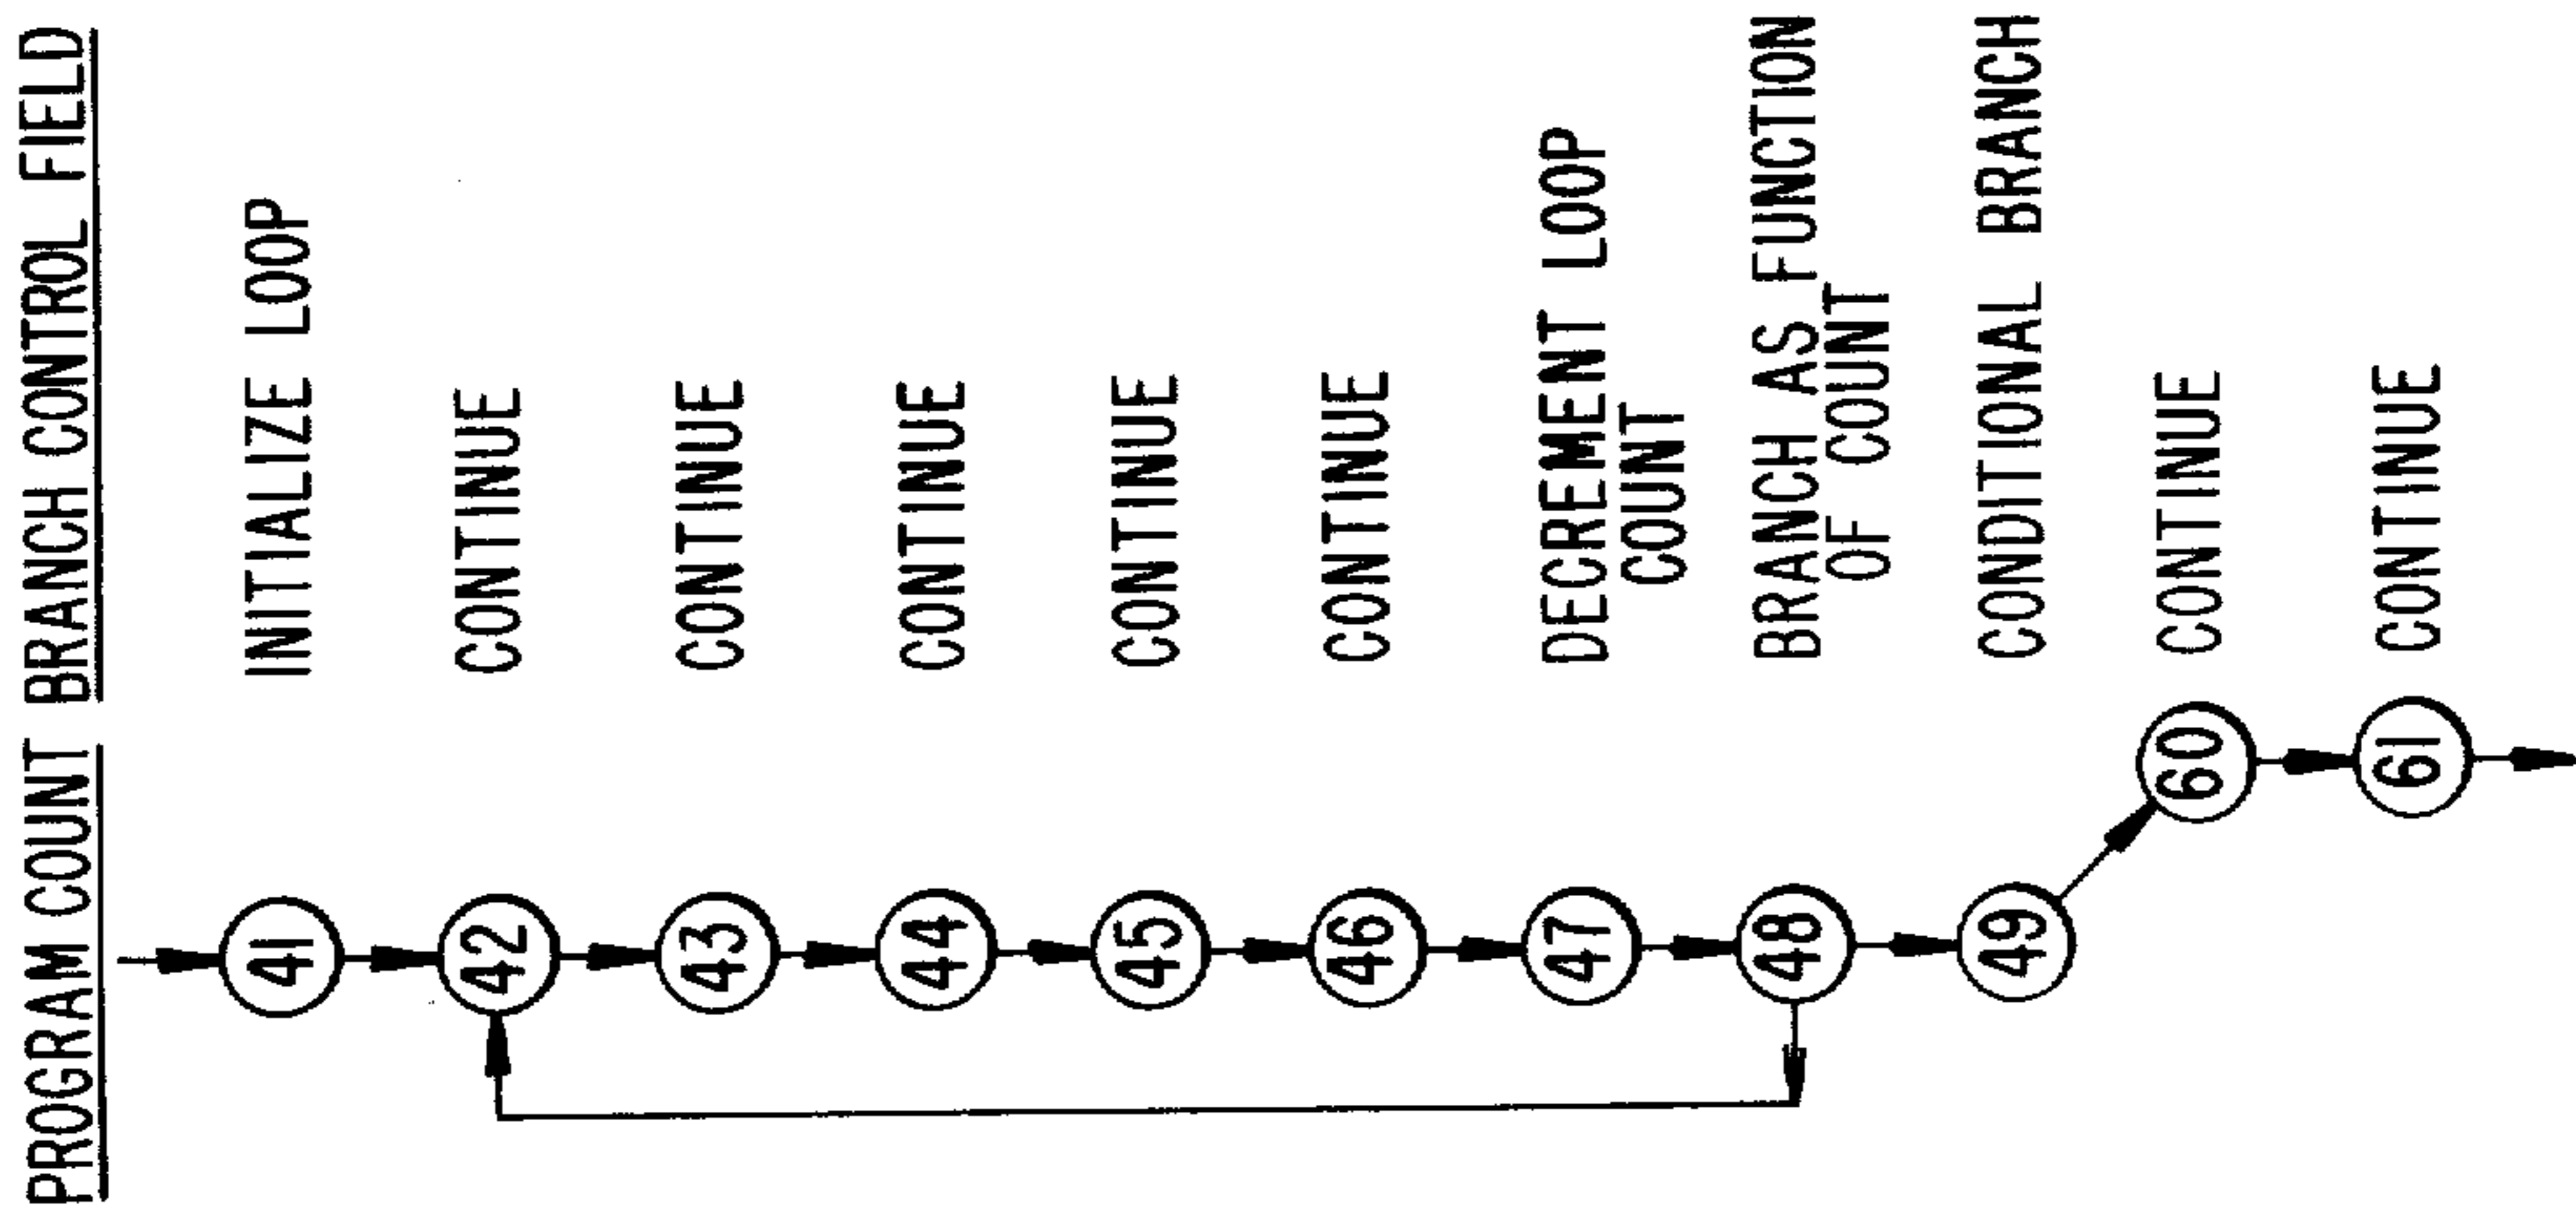 PROGRAM COUNT BRANCH CONTROL FIELD
41 INITIALIZE LOOP
42 CONTINUE
43 CONTINUE
44 CONTINUE
45 CONTINUE
46 CONTINUE
47 DECREMENT LOOP
COUNT
48 BRANCH AS FUNCTION
OF COUNT
49 CONDITIONAL BRANCH
60 CONTINUE
61 CONTINUE